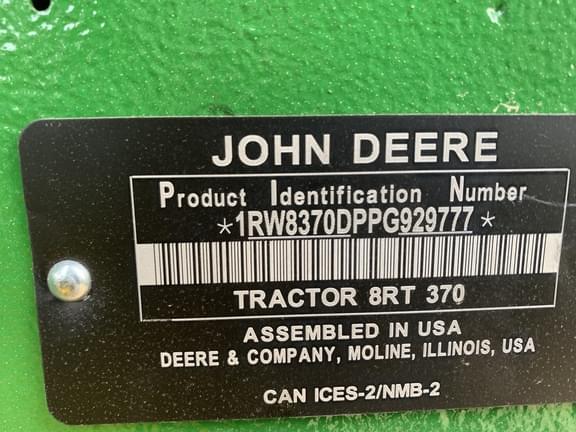 JOHN DEERE
Product Identification Number
*1RW8370DPPG929777*
TRACTOR 8RT 370
ASSEMBLED IN USA
DEERE & COMPANY, MOLINE, ILLINOIS, USA
CAN ICES-2/NMB-2